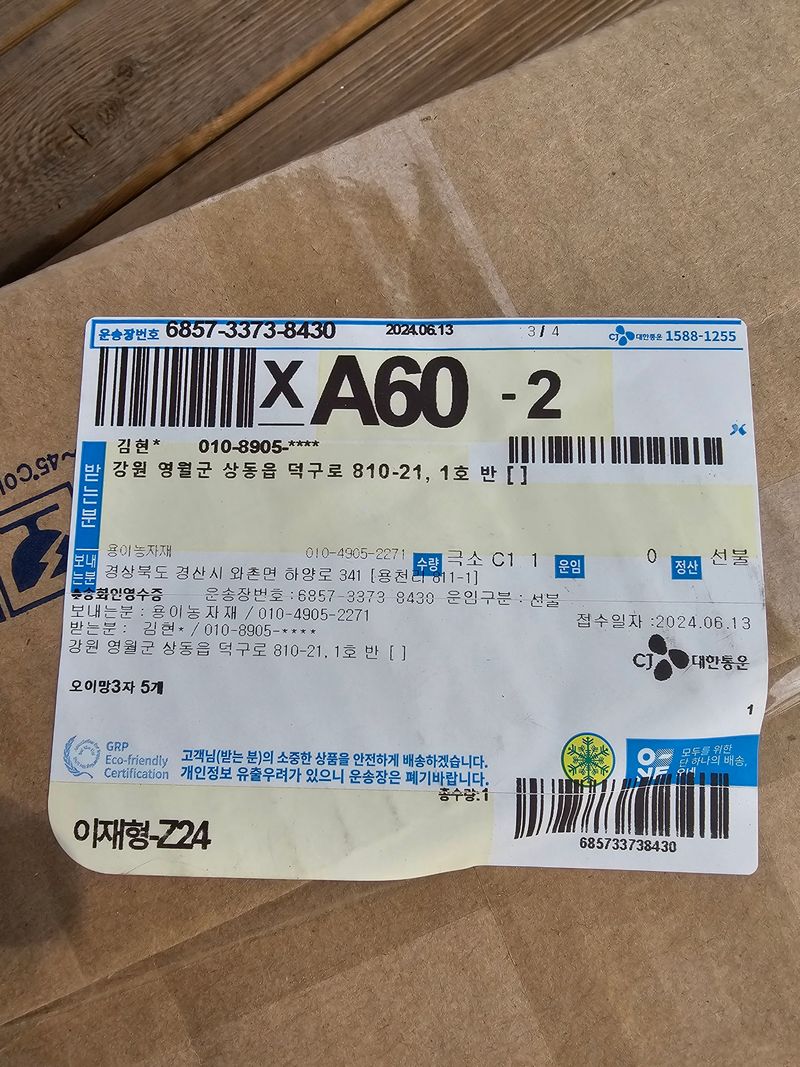 운송장번호 6857-3373-8430 2024.06.13 3 / 4 CJ 대한통운 1588-1255
X A60 - 2
받는분
김현* 010-8905-****
강원 영월군 상동읍 덕구로 810-21, 1호 반 [ ]
~45°CO
보내는분
용이농자재 010-4905-2271 수량 극소 C1 1 운임 0 정산 선불
경상북도 경산시 와촌면 하양로 341 [용천리 811-1]
운송장번호 : 6857-3373-8430 운임구분 : 선불
보내는분 : 용이농자재 / 010-4905-2271
접수일자 : 2024.06.13
받는분 : 김현* / 010-8905-****
강원 영월군 상동읍 덕구로 810-21, 1호 반 [ ]
CJ 대한통운
오이망3자 5개
1
GRP
Eco-friendly
Certification
고객님(받는 분)의 소중한 상품을 안전하게 배송하겠습니다.
개인정보 유출우려가 있으니 운송장은 폐기바랍니다.
모두를 위한
단 하나의 배송,
총수량:1
이재형-Z24
685733738430